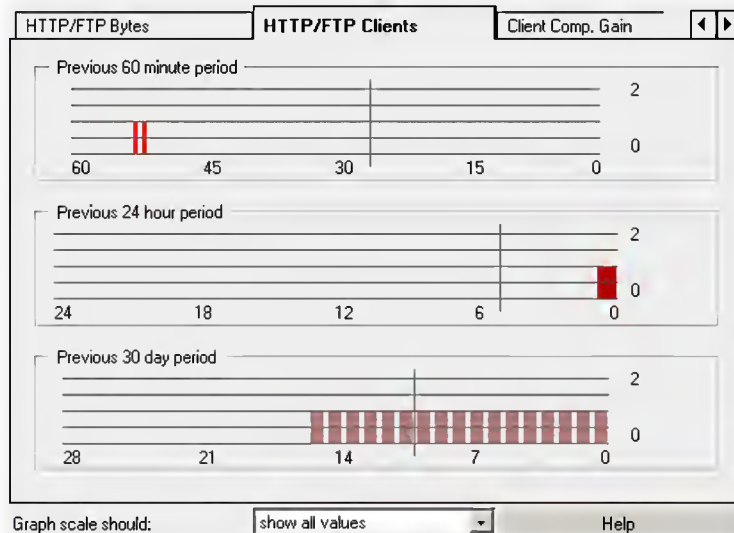 HTTP/FTP Bytes HTTP/FTP Clients Client Comp. Gain
Previous 60 minute period
2
0
60 45 30 15 0
Previous 24 hour period
2
0
24 18 12 6 0
Previous 30 day period
2
0
28 21 14 7 0
Graph scale should: show all values Help